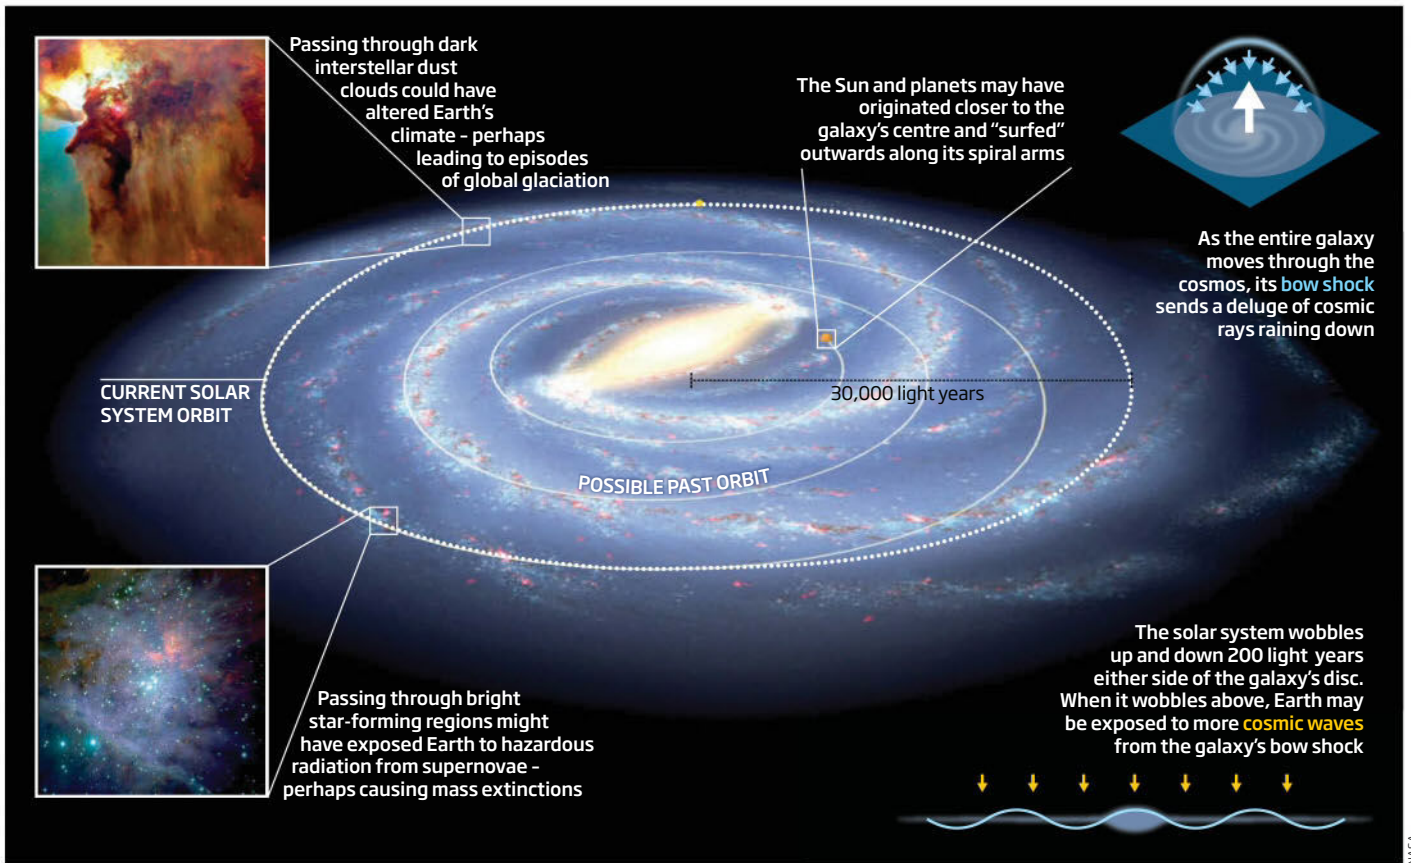 Passing through dark
interstellar dust
clouds could have
altered Earth's
climate – perhaps
leading to episodes
of global glaciation
The Sun and planets may have
originated closer to the
galaxy's centre and "surfed"
outwards along its spiral arms
As the entire galaxy
moves through the
cosmos, its bow shock
sends a deluge of cosmic
rays raining down
CURRENT SOLAR
SYSTEM ORBIT
30,000 light years
POSSIBLE PAST ORBIT
Passing through bright
star-forming regions might
have exposed Earth to hazardous
radiation from supernovae –
perhaps causing mass extinctions
The solar system wobbles
up and down 200 light years
either side of the galaxy's disc.
When it wobbles above, Earth may
be exposed to more cosmic waves
from the galaxy's bow shock
NASA